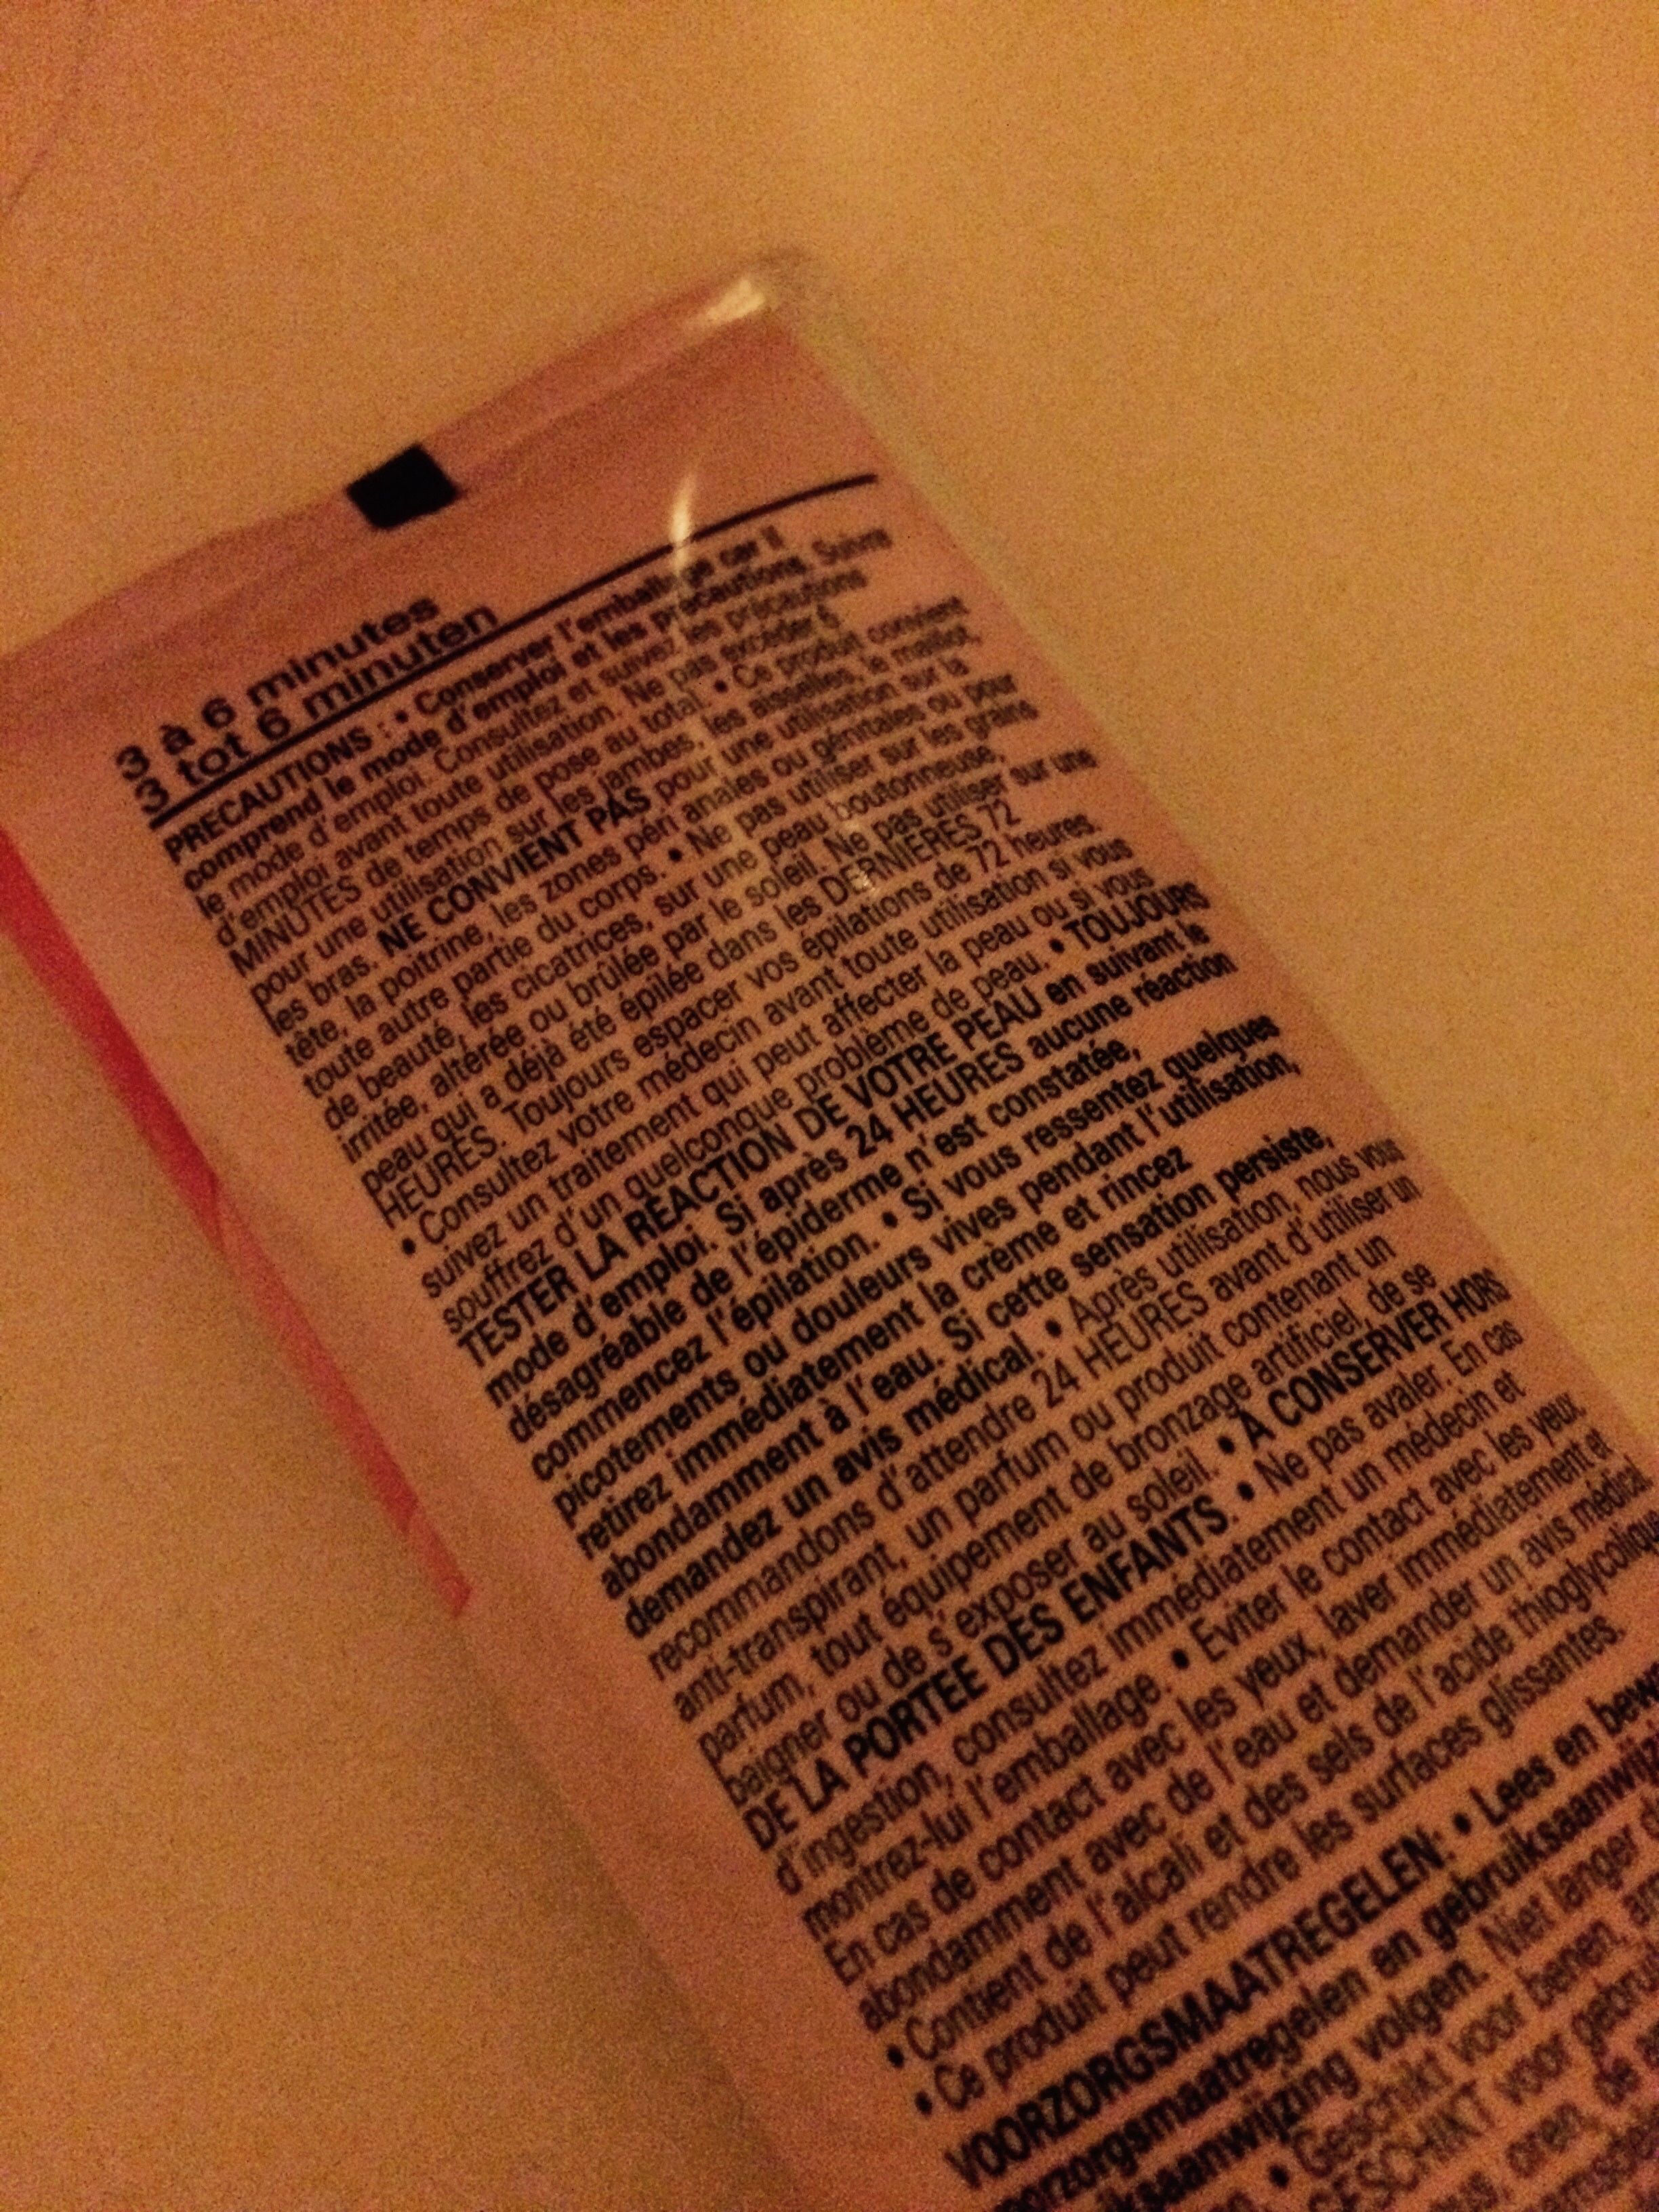 3 à 6 minutes
3 tot 6 minuten
PRECAUTIONS : • Conserver l'emballage car il
comprend le mode d'emploi et les précautions. Suivre
le mode d'emploi. Consultez et suivez les précautions
d'emploi avant toute utilisation. Ne pas excéder 6
MINUTES de temps de pose au total. • Ce produit convient
pour une utilisation sur les jambes, les aisselles, le maillot,
les bras. NE CONVIENT PAS pour une utilisation sur la
tête, la poitrine, les zones péri anales ou génitales ou pour
toute autre partie du corps. • Ne pas utiliser sur les grains
de beauté, les cicatrices, sur une peau boutonneuse,
irritée, altérée ou brûlée par le soleil. Ne pas utiliser sur une
peau qui a déjà été épilée dans les DERNIÈRES 72
HEURES. Toujours espacer vos épilations de 72 heures.
• Consultez votre médecin avant toute utilisation si vous
suivez un traitement qui peut affecter la peau ou si vous
souffrez d'un quelconque problème de peau. • TOUJOURS
TESTER LA RÉACTION DE VOTRE PEAU en suivant le
mode d'emploi. Si après 24 HEURES aucune réaction
désagréable de l'épiderme n'est constatée,
commencez l'épilation. • Si vous ressentez quelques
picotements ou douleurs vives pendant l'utilisation,
retirez immédiatement la crème et rincez
abondamment à l'eau. Si cette sensation persiste,
demandez un avis médical. • Après utilisation, nous vous
recommandons d'attendre 24 HEURES avant d'utiliser un
anti-transpirant, un parfum ou produit contenant un
parfum, tout équipement de bronzage artificiel, de se
baigner ou de s'exposer au soleil. • À CONSERVER HORS
DE LA PORTEE DES ENFANTS. • Ne pas avaler. En cas
d'ingestion, consultez immédiatement un médecin et
montrez-lui l'emballage. • Eviter le contact avec les yeux.
En cas de contact avec les yeux, laver immédiatement et
abondamment avec de l'eau et demander un avis médical.
• Contient de l'alcali et des sels de l'acide thioglycolique
• Ce produit peut rendre les surfaces glissantes.
VOORZORGSMAATREGELEN: • Lees en
voorzorgsmaatregelen en
volgen. Niet langer
• Geschikt voor benen,
voor
oren, de